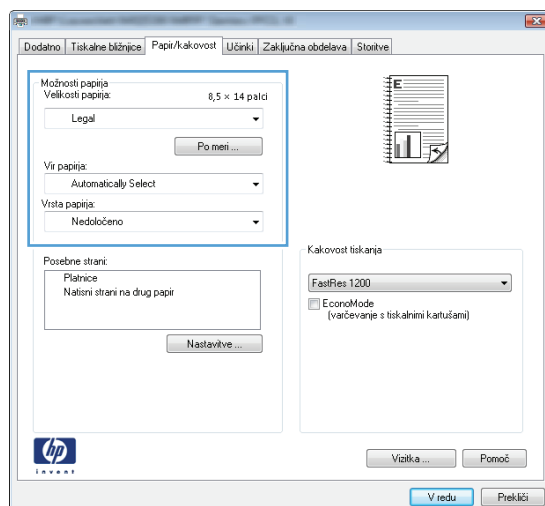 Dodatno Tiskalne bližnjice Papir/kakovost Učinki Zaključna obdelava Storitve
Možnosti papirja
Velikosti papirja: 8,5 × 14 palci
Legal
Po meri ...
Vir papirja:
Automatically Select
Vrsta papirja:
Nedoločeno
Posebne strani:
Platnice
Natisni strani na drug papir
Nastavitve ...
E
Kakovost tiskanja
FastRes 1200
EconoMode
(varčevanje s tiskalnimi kartušami)
hp
invent
Vizitka ... Pomoč
V redu Prekliči